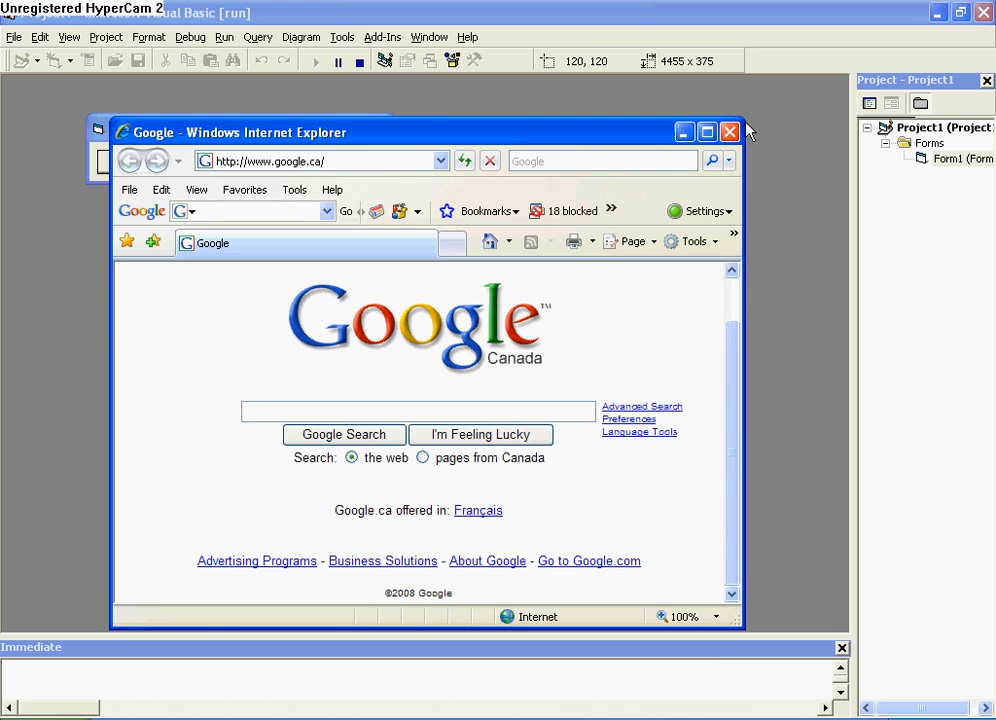 Unregistered HyperCam 2
Visual Basic [run]
File Edit View Project Format Debug Run Query Diagram Tools Add-Ins Window Help
120, 120 4455 x 375
Project - Project1
Project1 (Project1
Forms
Form1 (Form
Google - Windows Internet Explorer
http://www.google.ca/ Google
File Edit View Favorites Tools Help
Google G Go Bookmarks 18 blocked » Settings
Google Page Tools »
Google™
Canada
Advanced Search
Preferences
Language Tools
Google Search I'm Feeling Lucky
Search: the web pages from Canada
Google.ca offered in: Français
Advertising Programs - Business Solutions - About Google - Go to Google.com
©2008 Google
Internet 100%
Immediate